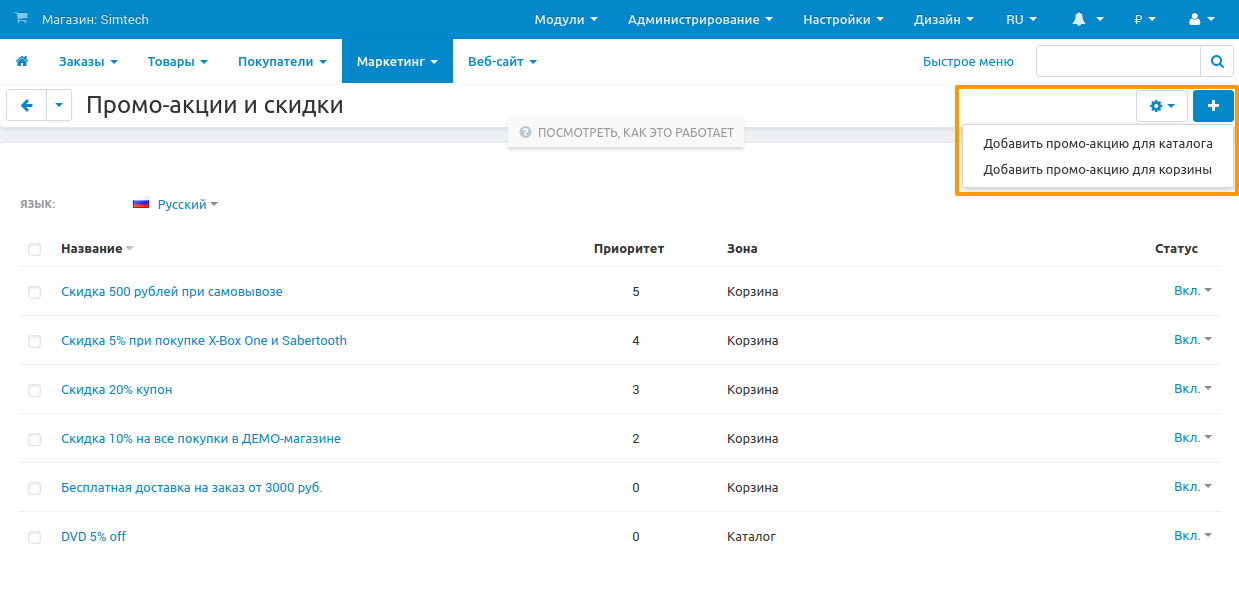 Магазин: Simtech Модули Администрирование Настройки Дизайн RU ₽
Заказы Товары Покупатели Маркетинг Веб-сайт Быстрое меню
Промо-акции и скидки
? ПОСМОТРЕТЬ, КАК ЭТО РАБОТАЕТ
Добавить промо-акцию для каталога
Добавить промо-акцию для корзины
ЯЗЫК: Русский
Название Приоритет Зона Статус
Скидка 500 рублей при самовывозе 5 Корзина Вкл.
Скидка 5% при покупке X-Box One и Sabertooth 4 Корзина Вкл.
Скидка 20% купон 3 Корзина Вкл.
Скидка 10% на все покупки в ДЕМО-магазине 2 Корзина Вкл.
Бесплатная доставка на заказ от 3000 руб. 0 Корзина Вкл.
DVD 5% off 0 Каталог Вкл.